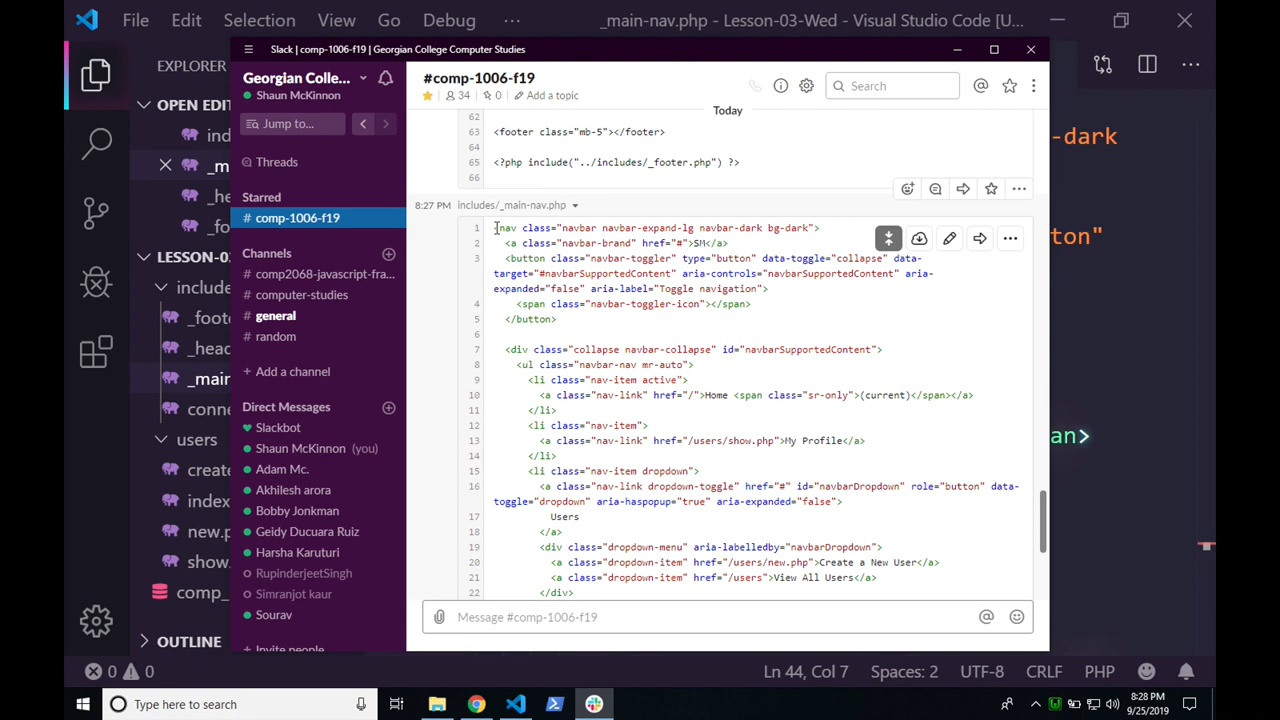 File Edit Selection View Go Debug ··· _main-nav.php - Lesson-03-Wed - Visual Studio Code [U...
EXPLORER
OPEN EDIT
ind
_m
_he
_fo
LESSON-0
includes
_foot
_head
_main
conne
users
create
index
new.p
show.
comp_
OUTLINE
-dark
ton"
an>
Slack | comp-1006-f19 | Georgian College Computer Studies
Georgian Colle...
Shaun McKinnon
Jump to...
Threads
Starred
# comp-1006-f19
Channels
# comp2068-javascript-fra...
# computer-studies
# general
# random
+ Add a channel
Direct Messages
Slackbot
Shaun McKinnon (you)
Adam Mc.
Akhilesh arora
Bobby Jonkman
Geidy Ducuara Ruiz
Harsha Karuturi
RupinderjeetSingh
Simranjot kaur
Sourav
+ Invite people
#comp-1006-f19
34 0 Add a topic
Search
Today
62
63 <footer class="mb-5"></footer>
64
65 <?php include("../includes/_footer.php") ?>
66
8:27 PM includes/_main-nav.php
1 <nav class="navbar navbar-expand-lg navbar-dark bg-dark">
2 <a class="navbar-brand" href="#">SM</a>
3 <button class="navbar-toggler" type="button" data-toggle="collapse" data-
target="#navbarSupportedContent" aria-controls="navbarSupportedContent" aria-
expanded="false" aria-label="Toggle navigation">
4 <span class="navbar-toggler-icon"></span>
5 </button>
6
7 <div class="collapse navbar-collapse" id="navbarSupportedContent">
8 <ul class="navbar-nav mr-auto">
9 <li class="nav-item active">
10 <a class="nav-link" href="/">Home <span class="sr-only">(current)</span></a>
11 </li>
12 <li class="nav-item">
13 <a class="nav-link" href="/users/show.php">My Profile</a>
14 </li>
15 <li class="nav-item dropdown">
16 <a class="nav-link dropdown-toggle" href="#" id="navbarDropdown" role="button" data-
toggle="dropdown" aria-haspopup="true" aria-expanded="false">
17 Users
18 </a>
19 <div class="dropdown-menu" aria-labelledby="navbarDropdown">
20 <a class="dropdown-item" href="/users/new.php">Create a New User</a>
21 <a class="dropdown-item" href="/users">View All Users</a>
22 </div>
Message #comp-1006-f19
0 0 Ln 44, Col 7 Spaces: 2 UTF-8 CRLF PHP
Type here to search
8:28 PM
9/25/2019